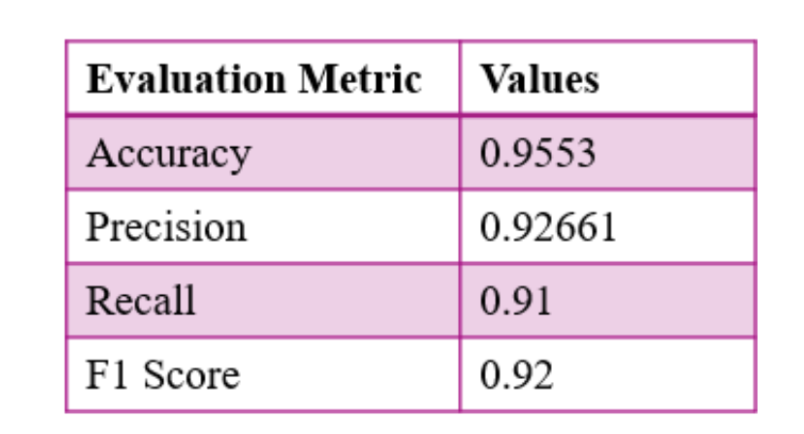 Evaluation Metric Values
Accuracy 0.9553
Precision 0.92661
Recall 0.91
F1 Score 0.92